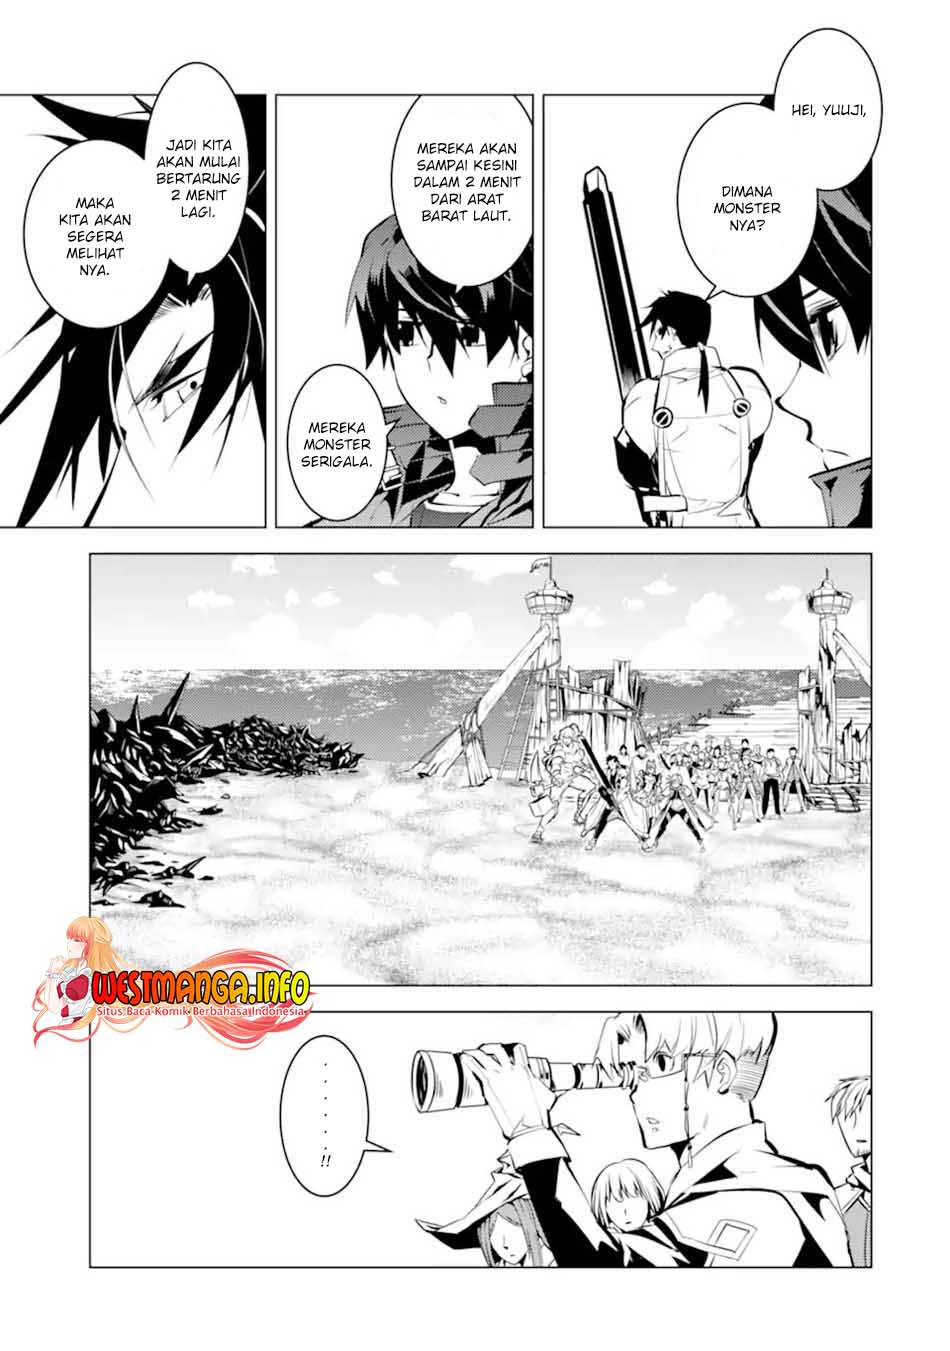 HEI, YUUJI,
DIMANA
MONSTER
NYA?
MEREKA AKAN
SAMPAI KESINI
DALAM 2 MENIT
DARI ARAT
BARAT LAUT.
MEREKA
MONSTER
SERIGALA.
JADI KITA
AKAN MULAI
BERTARUNG
2 MENIT
LAGI.
MAKA
KITA AKAN
SEGERA
MELIHAT
NYA.
WESTMANGA.INFO
Situs Baca Komik Berbahasa Indonesia
. . . . . . !!